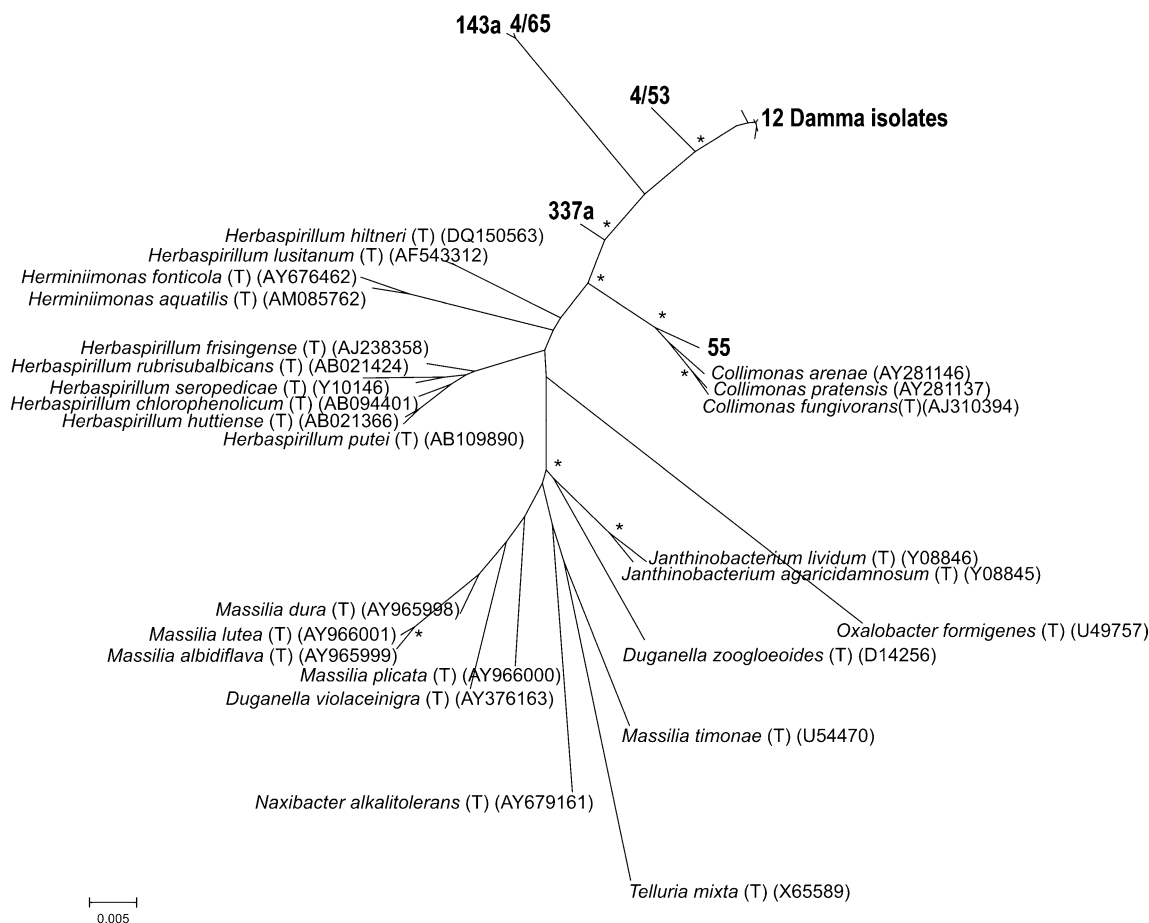 143a 4/65
4/53
12 Damma isolates
*
337a
*
Herbaspirillum hiltneri (T) (DQ150563)
Herbaspirillum lusitanum (T) (AF543312)
Herminiimonas fonticola (T) (AY676462)
*
Herminiimonas aquatilis (T) (AM085762)
*
Herbaspirillum frisingense (T) (AJ238358)
55
Herbaspirillum rubrisubalbicans (T) (AB021424)
Collimonas arenae (AY281146)
*
Herbaspirillum seropedicae (T) (Y10146)
Collimonas pratensis (AY281137)
Herbaspirillum chlorophenolicum (T) (AB094401)
Collimonas fungivorans(T)(AJ310394)
Herbaspirillum huttiense (T) (AB021366)
Herbaspirillum putei (T) (AB109890)
*
*
Janthinobacterium lividum (T) (Y08846)
Janthinobacterium agaricidamnosum (T) (Y08845)
Massilia dura (T) (AY965998)
Oxalobacter formigenes (T) (U49757)
Massilia lutea (T) (AY966001)
*
Massilia albidiflava (T) (AY965999)
Duganella zoogloeoides (T) (D14256)
Massilia plicata (T) (AY966000)
Duganella violaceinigra (T) (AY376163)
Massilia timonae (T) (U54470)
Naxibacter alkalitolerans (T) (AY679161)
Telluria mixta (T) (X65589)
0.005